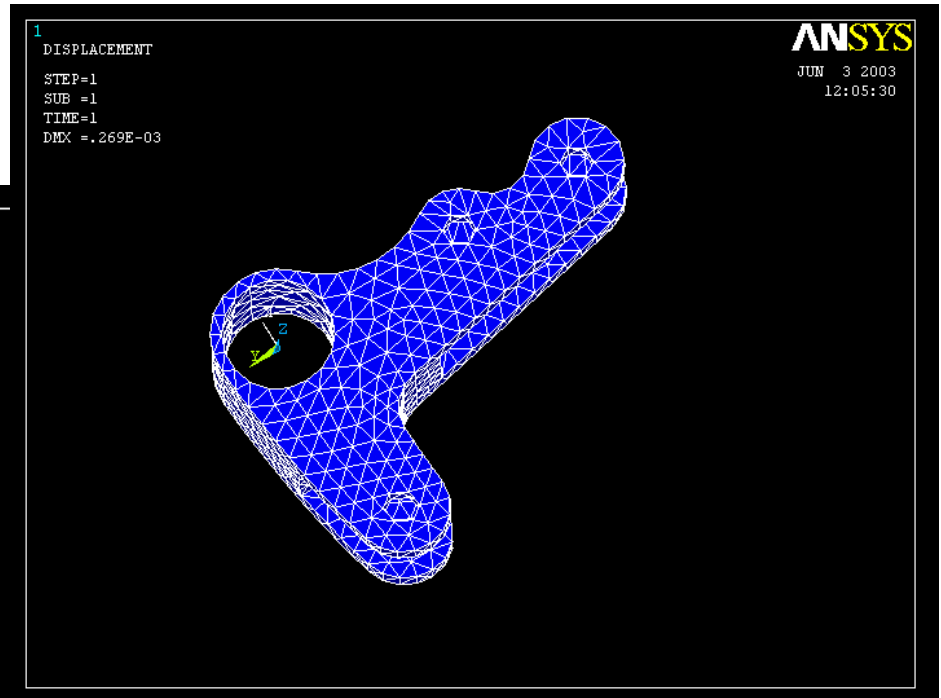 1
DISPLACEMENT
STEP=1
SUB =1
TIME=1
DMX =.269E-03
ANSYS
JUN  3 2003
12:05:30
Z
Y